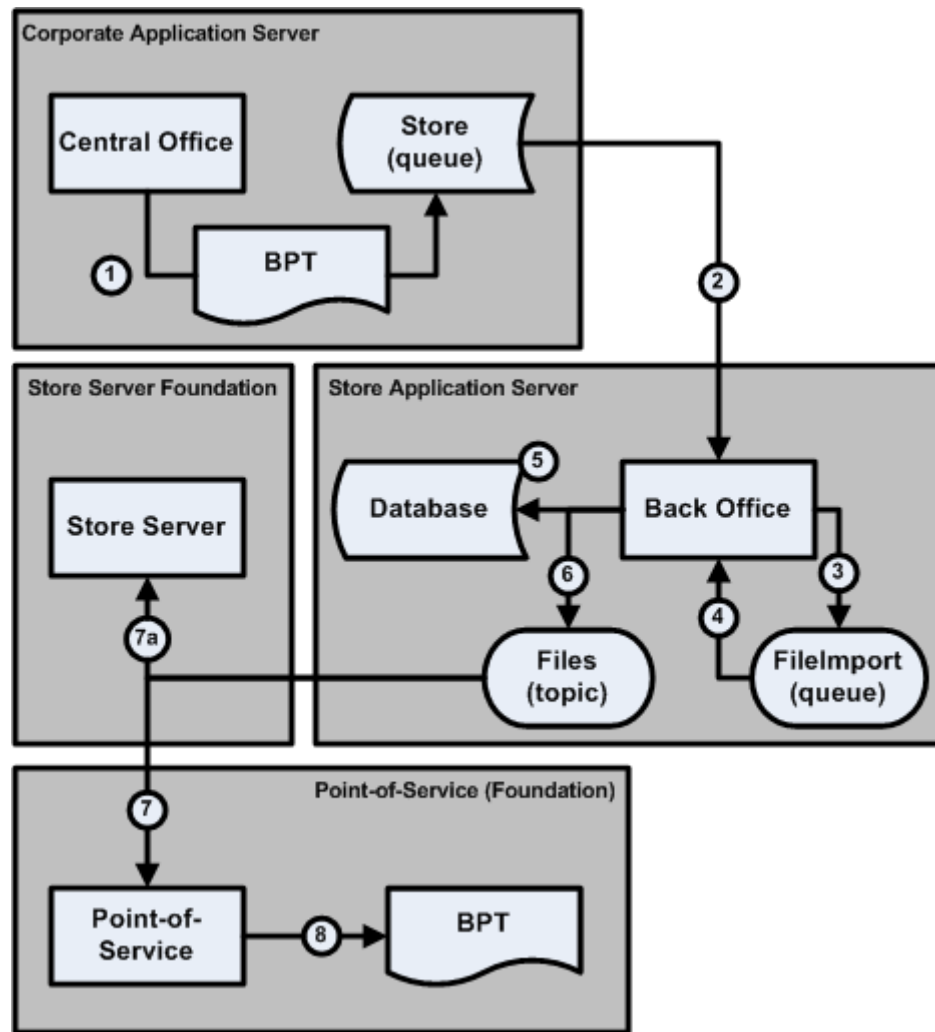 Corporate Application Server
Central Office
Store
(queue)
BPT
1
2
Store Server Foundation
Store Server
7a
Store Application Server
Database
5
Back Office
6
3
4
Files
(topic)
FileImport
(queue)
Point-of-Service (Foundation)
7
Point-of-
Service
8
BPT